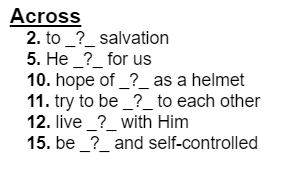 Across
2. to _?_ salvation
5. He _?_ for us
10. hope of _?_ as a helmet
11. try to be _?_ to each other
12. live _?_ with Him
15. be _?_ and self-controlled